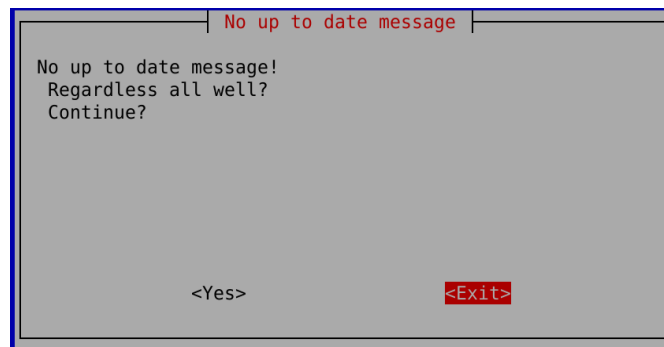 No up to date message
No up to date message!
Regardless all well?
Continue?
<Yes> <Exit>